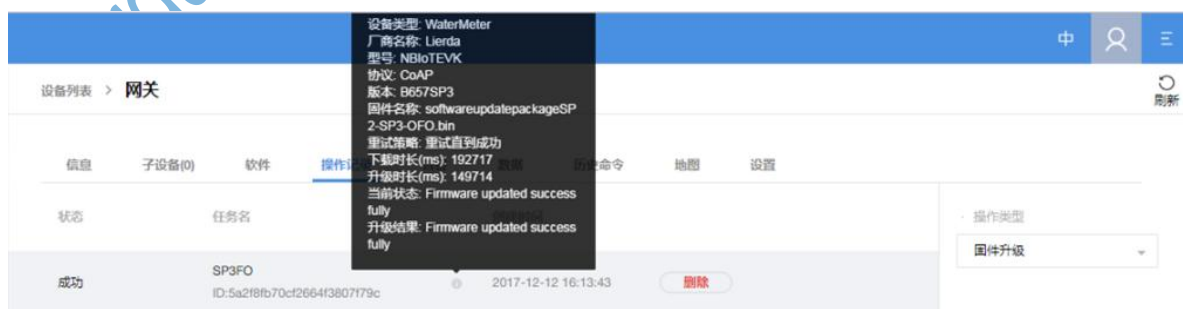 中
设备列表 > 网关
刷新
设备类型: WaterMeter
厂商名称: Lierda
型号: NBIoTEVK
协议: CoAP
版本: B657SP3
固件名称: softwareupdatepackageSP
2-SP3-OFO.bin
重试策略: 重试直到成功
下载时长(ms): 192717
升级时长(ms): 149714
当前状态: Firmware updated success
fully
升级结果: Firmware updated success
fully
信息 子设备(0) 软件 操作记 数据 历史命令 地图 设置
状态 任务名
操作类型
固件升级
成功 SP3FO 2017-12-12 16:13:43 删除
ID:5a2f8fb70cf2664f3807f79c